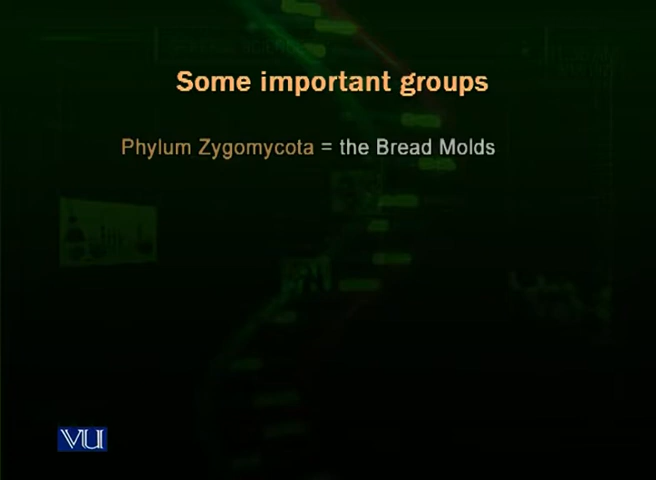 Some important groups
Phylum Zygomycota = the Bread Molds
VU